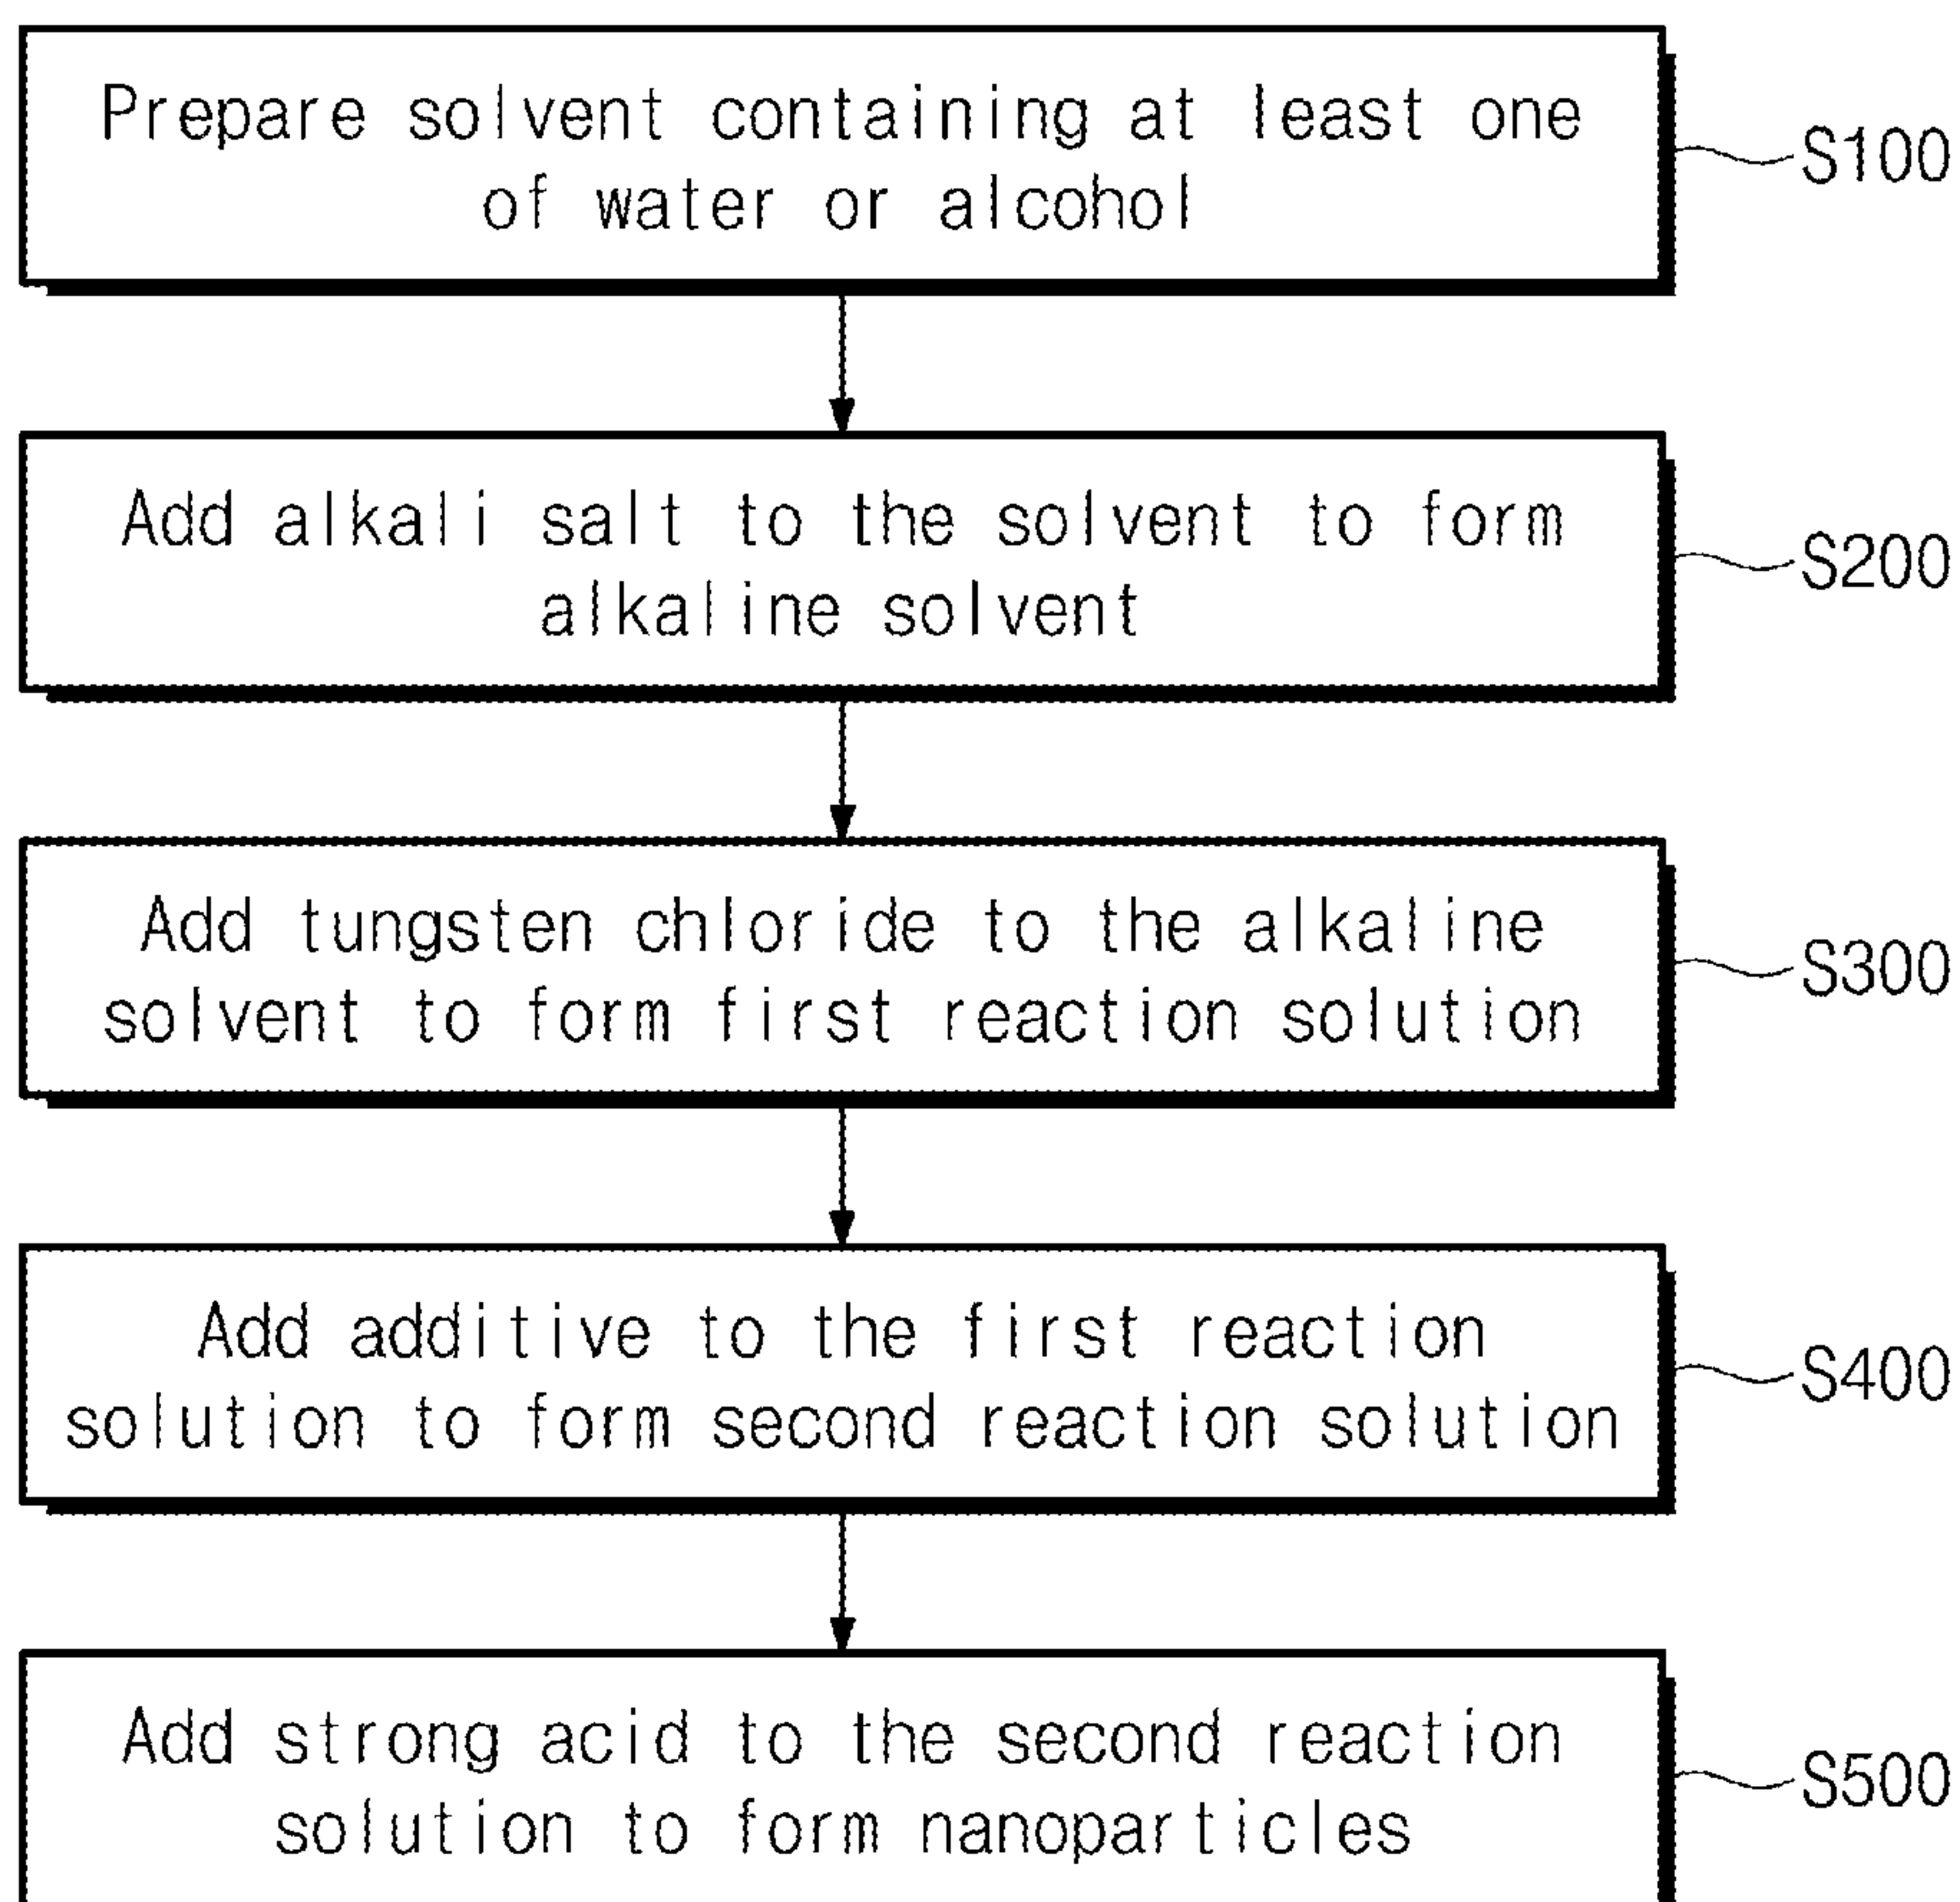 Prepare solvent containing at least one
of water or alcohol
S100
Add alkali salt to the solvent to form
alkaline solvent
S200
Add tungsten chloride to the alkaline
solvent to form first reaction solution
S300
Add additive to the first reaction
solution to form second reaction solution
S400
Add strong acid to the second reaction
solution to form nanoparticles
S500